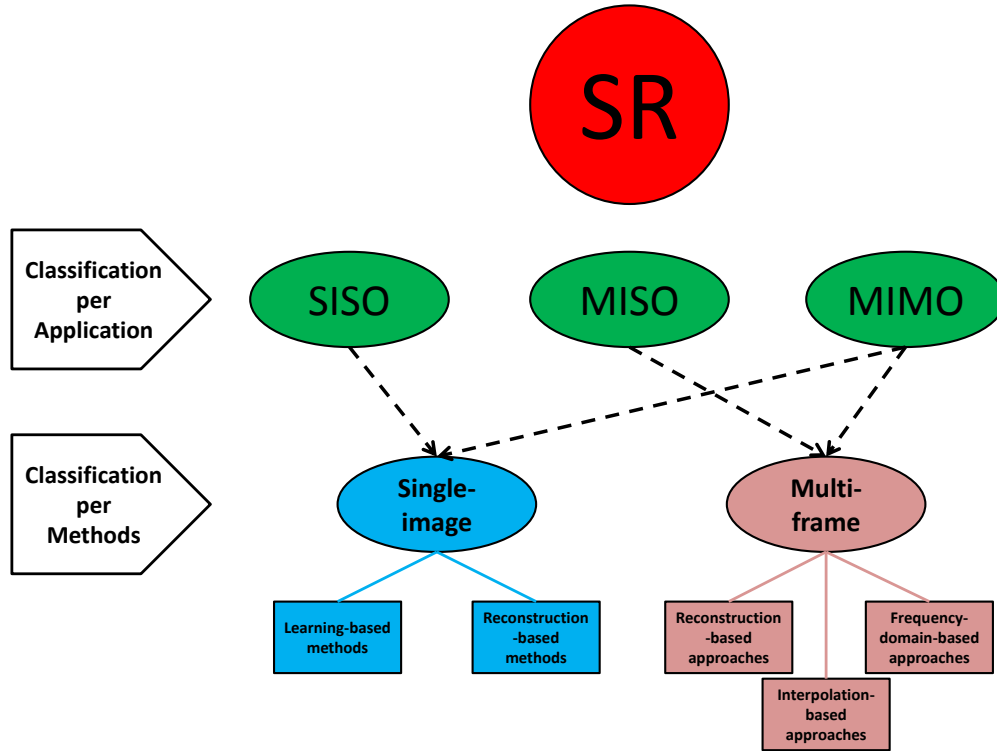 SR
Classification
per
Application
SISO
MISO
MIMO
Classification
per
Methods
Single-
image
Multi-
frame
Learning-based
methods
Reconstruction
-based
methods
Reconstruction
-based
approaches
Interpolation-
based
approaches
Frequency-
domain-based
approaches